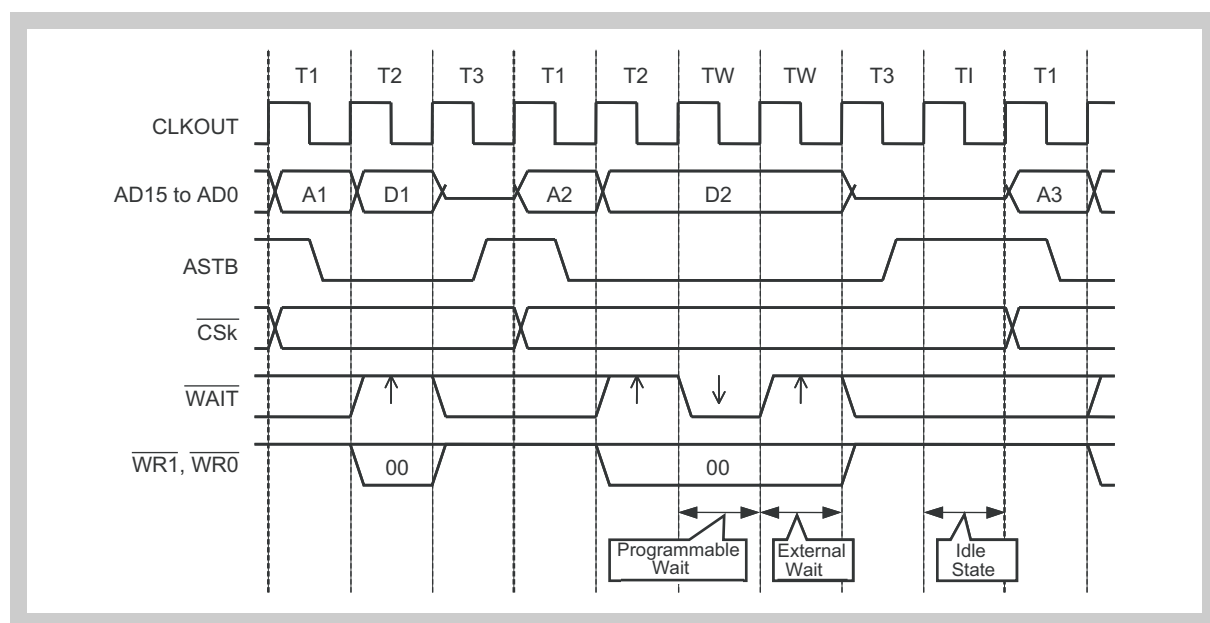 T1 T2 T3 T1 T2 TW TW T3 TI T1
CLKOUT
AD15 to AD0 A1 D1 A2 D2 A3
ASTB
CSk
WAIT
WR1, WR0 00 00
Programmable
Wait
External
Wait
Idle
State